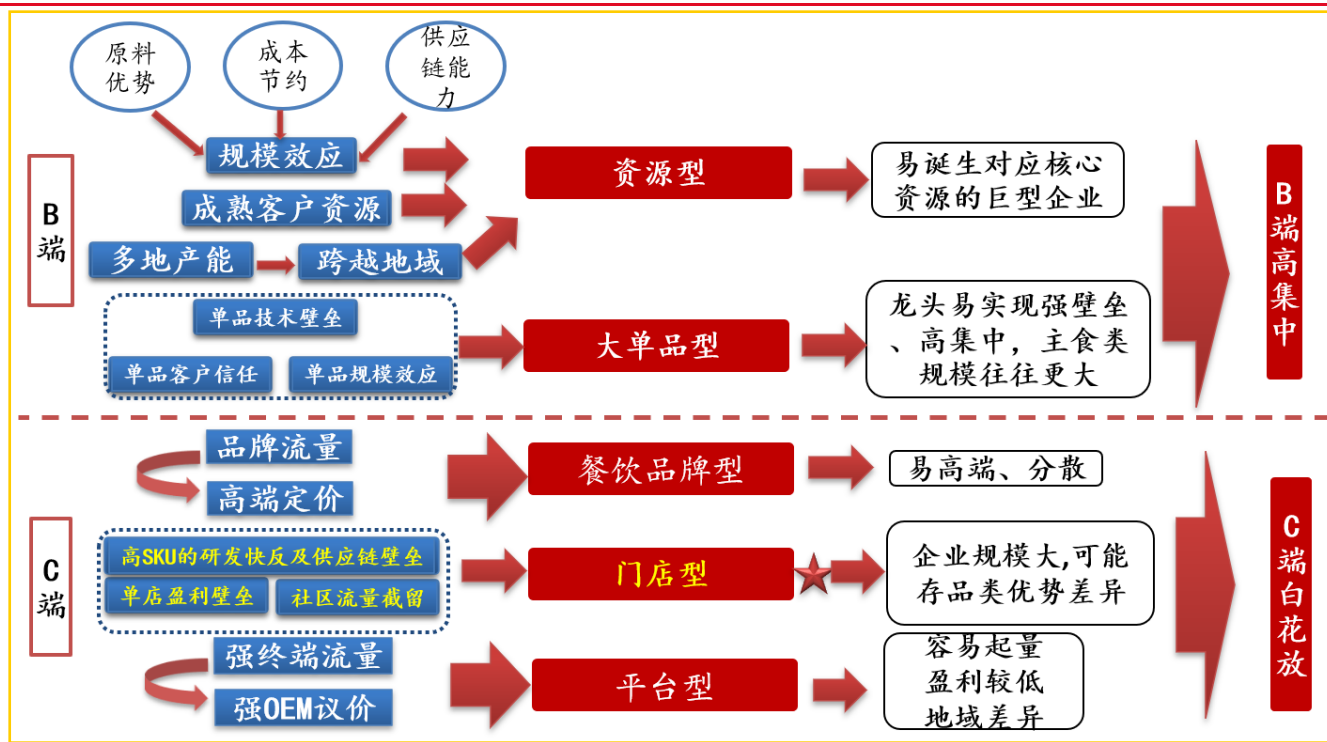 原料
优势
成本
节约
供应
链能
力
规模效应
成熟客户资源
多地产能
跨越地域
B
端
单品技术壁垒
单品客户信任
单品规模效应
资源型
易诞生对应核心
资源的巨型企业
大单品型
龙头易实现强壁垒
、高集中，主食类
规模往往更大
B
端
高
集
中
品牌流量
高端定价
C
端
高SKU的研发快反及供应链壁垒
单店盈利壁垒
社区流量截留
强终端流量
强OEM议价
餐饮品牌型
易高端、分散
门店型
企业规模大,可能
存品类优势差异
平台型
容易起量
盈利较低
地域差异
C
端
白
花
放